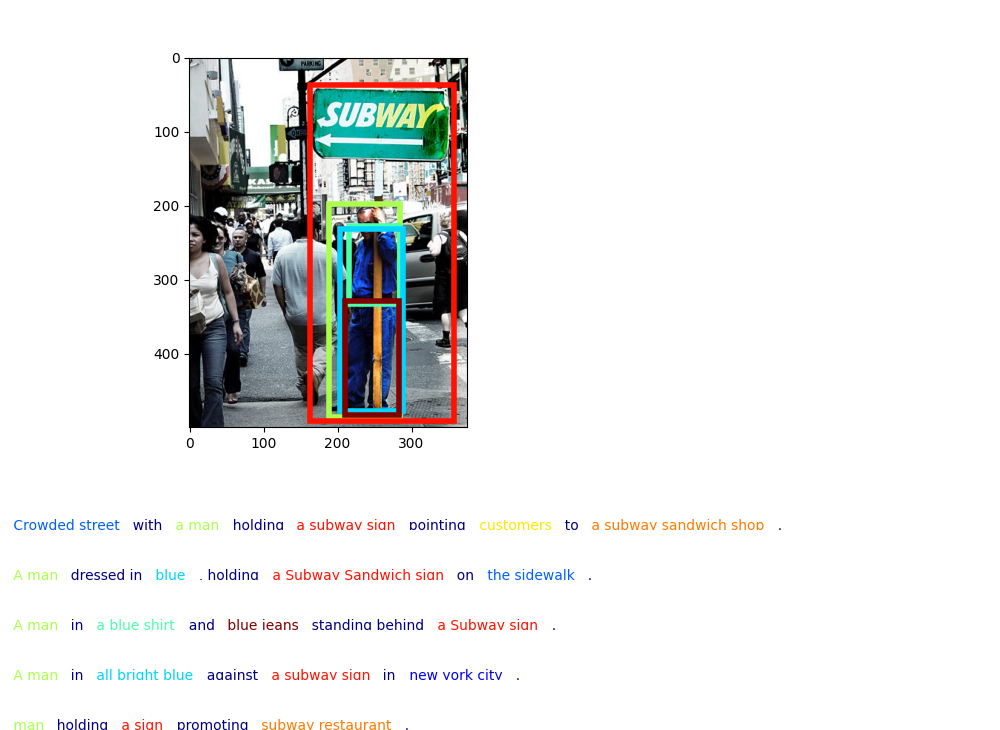 0
PARKING
SUBWAY
100
200
300
400
0 100 200 300
Crowded street with a man holding a subway sign pointing customers to a subway sandwich shop .
A man dressed in blue , holding a Subway Sandwich sign on the sidewalk .
A man in a blue shirt and blue jeans standing behind a Subway sign .
A man in all bright blue against a subway sign in new york city .
man holding a sign promoting subway restaurant .